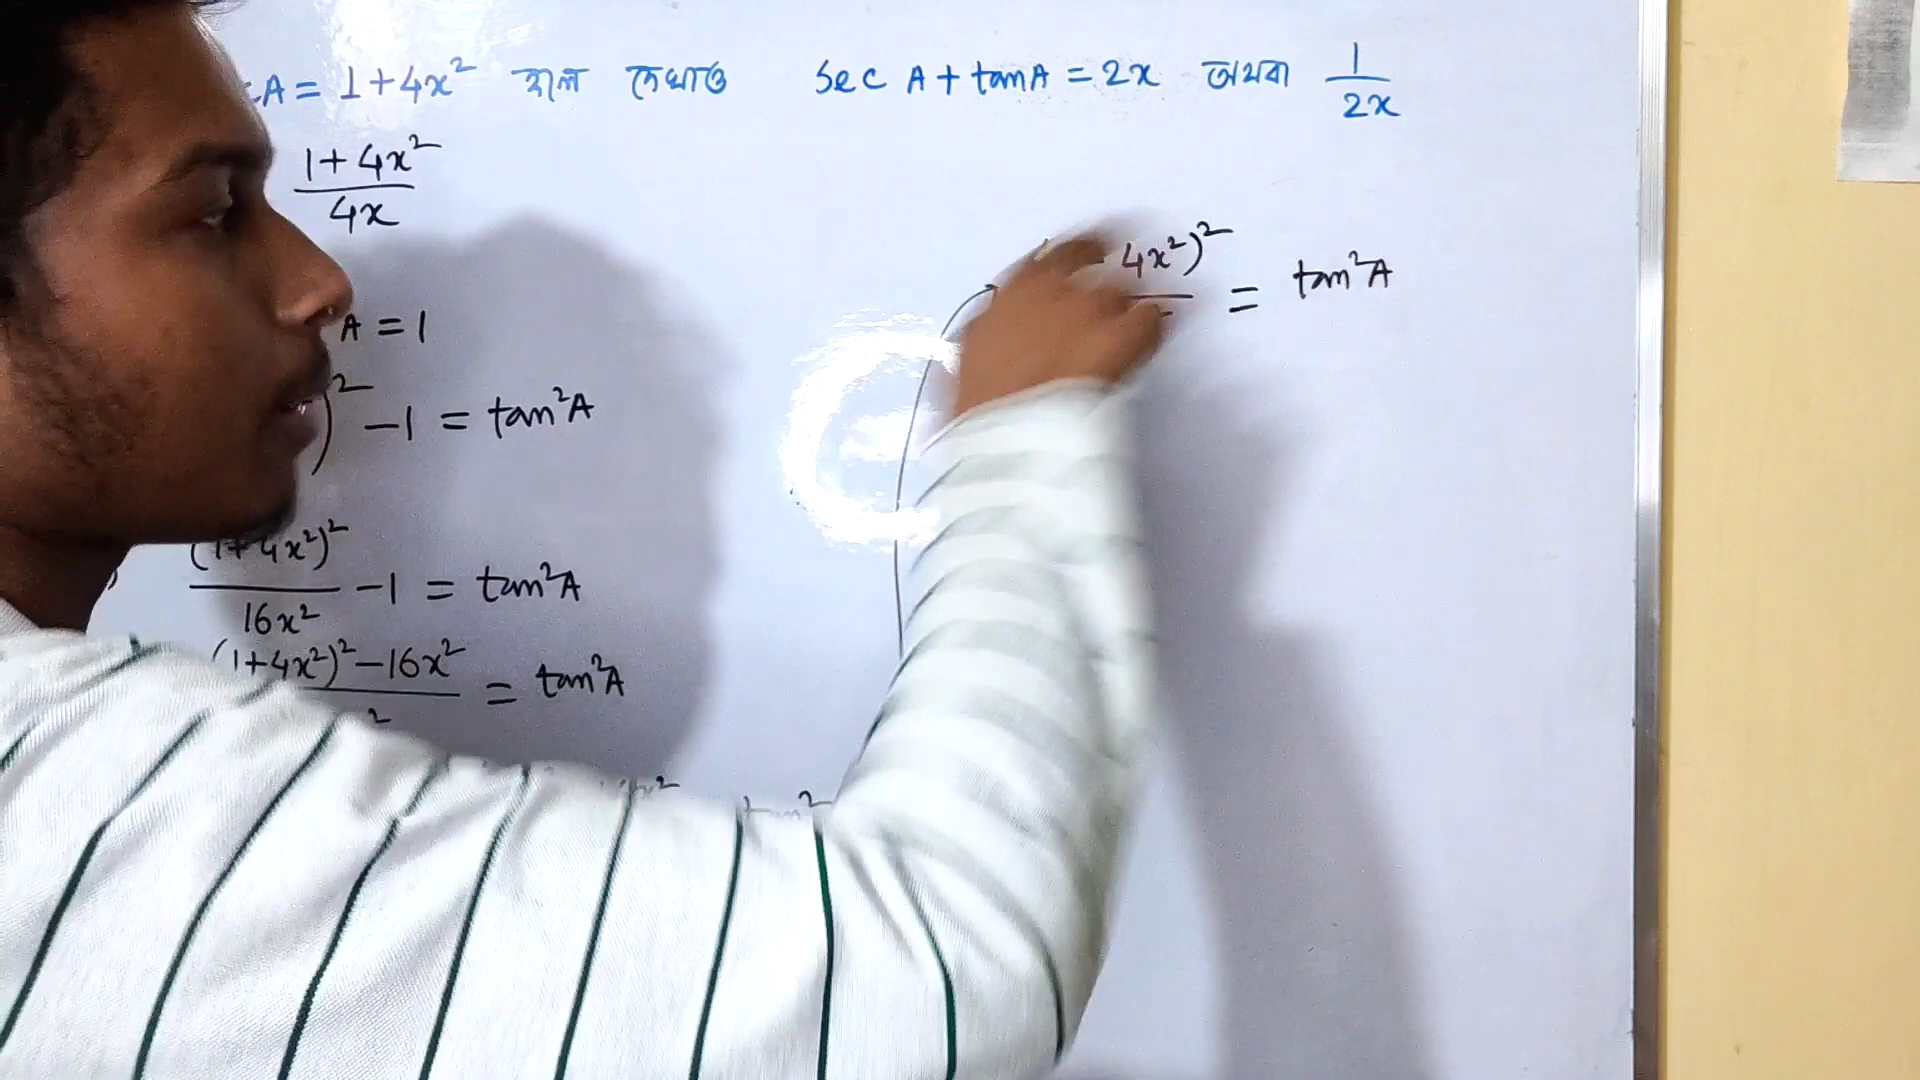 A = 1 + 4x² হলে দেখাও sec A + tan A = 2x অথবা 1/2x
(1 + 4x²)/4x
A = 1
)² - 1 = tan²A
(1 + 4x²)²/16x² - 1 = tan²A
(1 + 4x²)² - 16x²/ ² = tan²A
4x²)² = tan²A